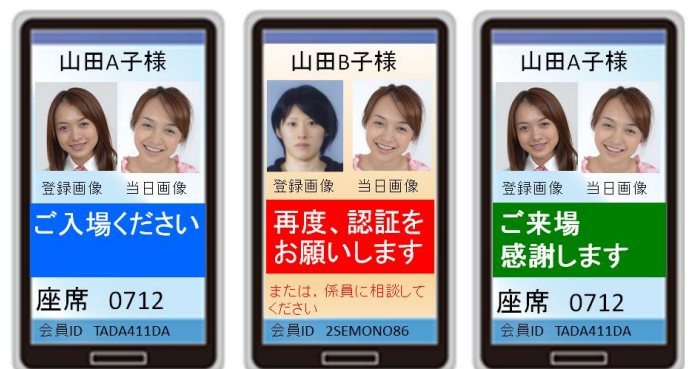 山田A子様
登録画像 当日画像
ご入場ください
座席 0712
会員ID TADA411DA
山田B子様
登録画像 当日画像
再度、認証を
お願いします
または，係員に相談して
ください
会員ID 2SEMONO86
山田A子様
登録画像 当日画像
ご来場
感謝します
座席 0712
会員ID TADA411DA